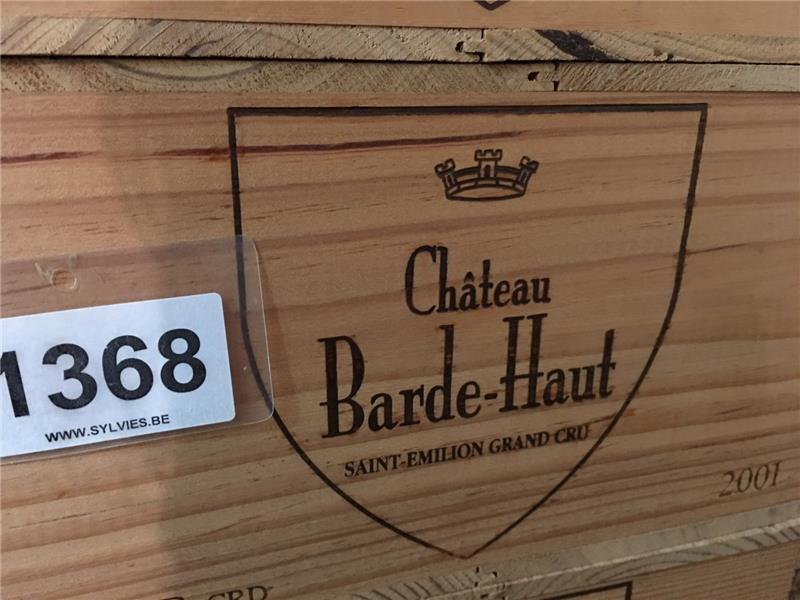 Château
Barde-Haut
SAINT-EMILION GRAND CRU
2001
1368
WWW.SYLVIES.BE